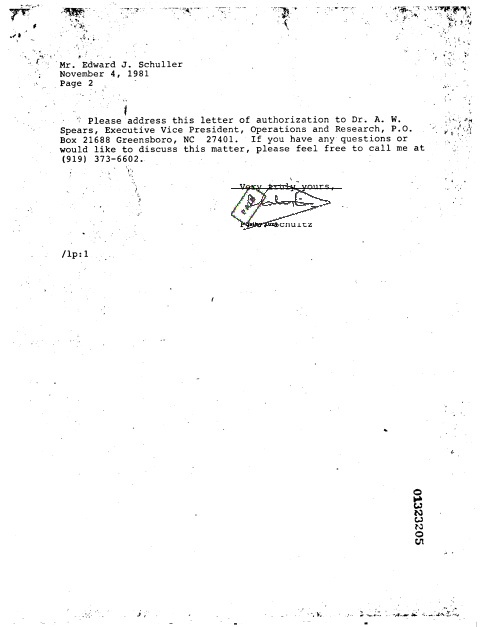 Mr. Edward J. Schuller
November 4, 1981
Page 2
Please address this letter of authorization to Dr. A. W.
Spears, Executive Vice President, Operations and Research, P.O.
Box 21688 Greensboro, NC 27401. If you have any questions or
would like to discuss this matter, please feel free to call me at
(919) 373-6602.
Very truly yours,
Schultz
/lp:1
01323205